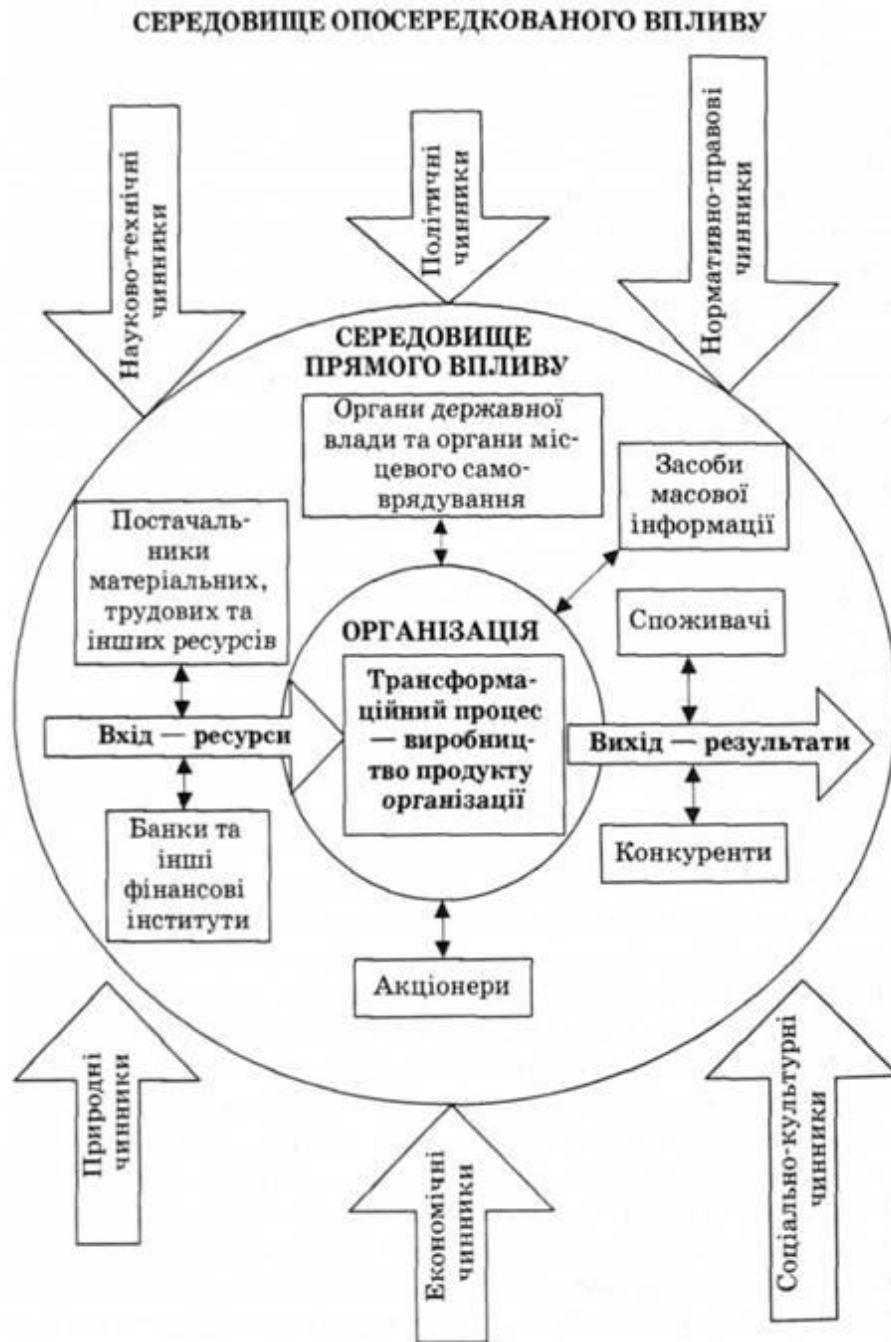 СЕРЕДОВИЩЕ ОПОСЕРЕДКОВАНОГО ВПЛИВУ
Науково-технічні
чинники
Політичні
чинники
Нормативно-правові
чинники
СЕРЕДОВИЩЕ
ПРЯМОГО ВПЛИВУ
Органи державної
влади та органи міс-
цевого само-
врядування
Засоби
масової
інформації
Постачаль-
ники
матеріальних,
трудових та
інших ресурсів
Споживачі
ОРГАНІЗАЦІЯ
Трансформа-
ційний процес
— виробниц-
тво продукту
організації
Вхід — ресурси
Вихід — результати
Банки та
інші
фінансові
інститути
Конкуренти
Акціонери
Природні
чинники
Економічні
чинники
Соціально-культурні
чинники